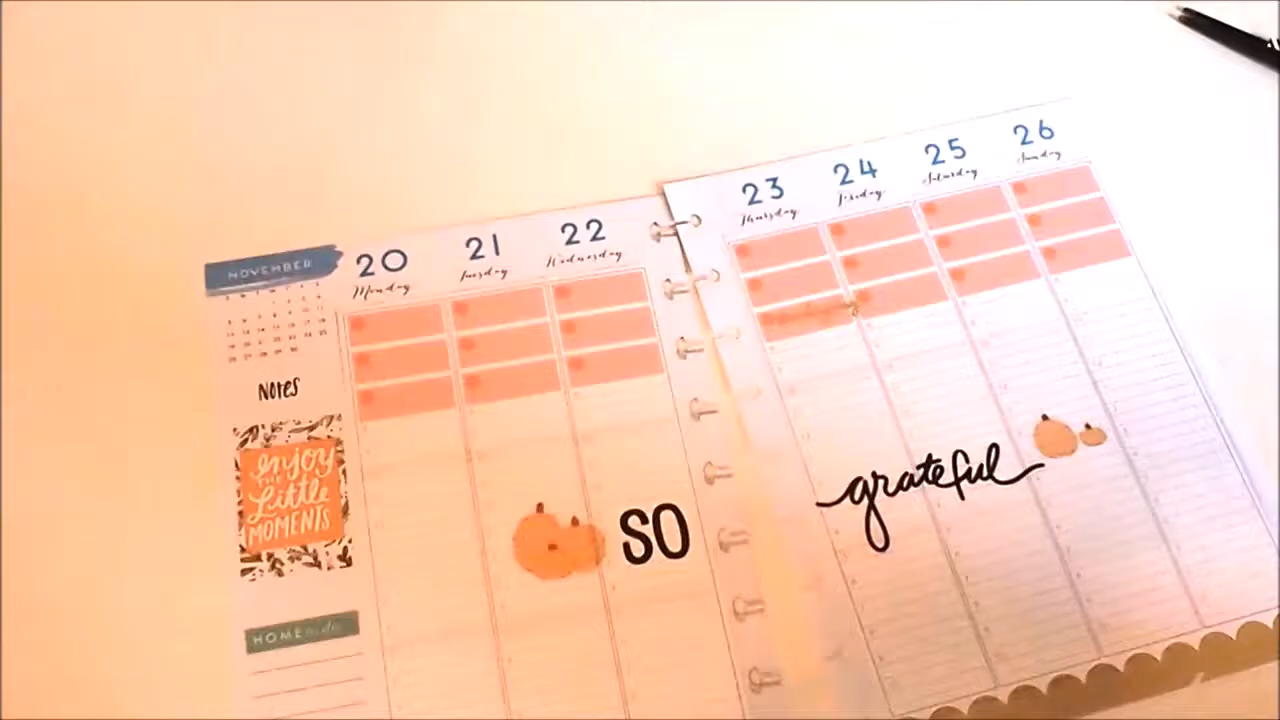 NOVEMBER
20 21 22 23 24 25 26
Monday Tuesday Wednesday Thursday Friday Saturday Sunday
Notes
enjoy
THE
Little
MOMENTS
SO grateful
HOME